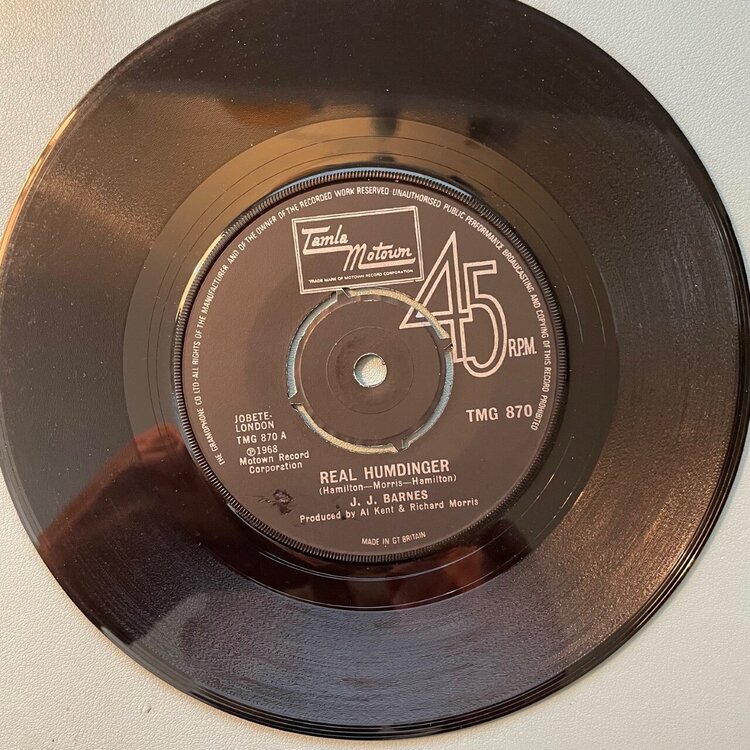 THE GRAMOPHONE CO LTD·ALL RIGHTS OF THE MANUFACTURER AND OF THE OWNER OF THE RECORDED WORK RESERVED UNAUTHORISED PUBLIC PERFORMANCE BROADCASTING AND COPYING OF THIS RECORD PROHIBITED
Tamla
Motown
TRADE MARK OF MOTOWN RECORD CORPORATION
45
R.P.M.
JOBETE-
LONDON
TMG 870 A
℗1968
Motown Record
Corporation
TMG 870
REAL HUMDINGER
(Hamilton—Morris—Hamilton)
J. J. BARNES
Produced by Al Kent & Richard Morris
MADE IN GT BRITAIN